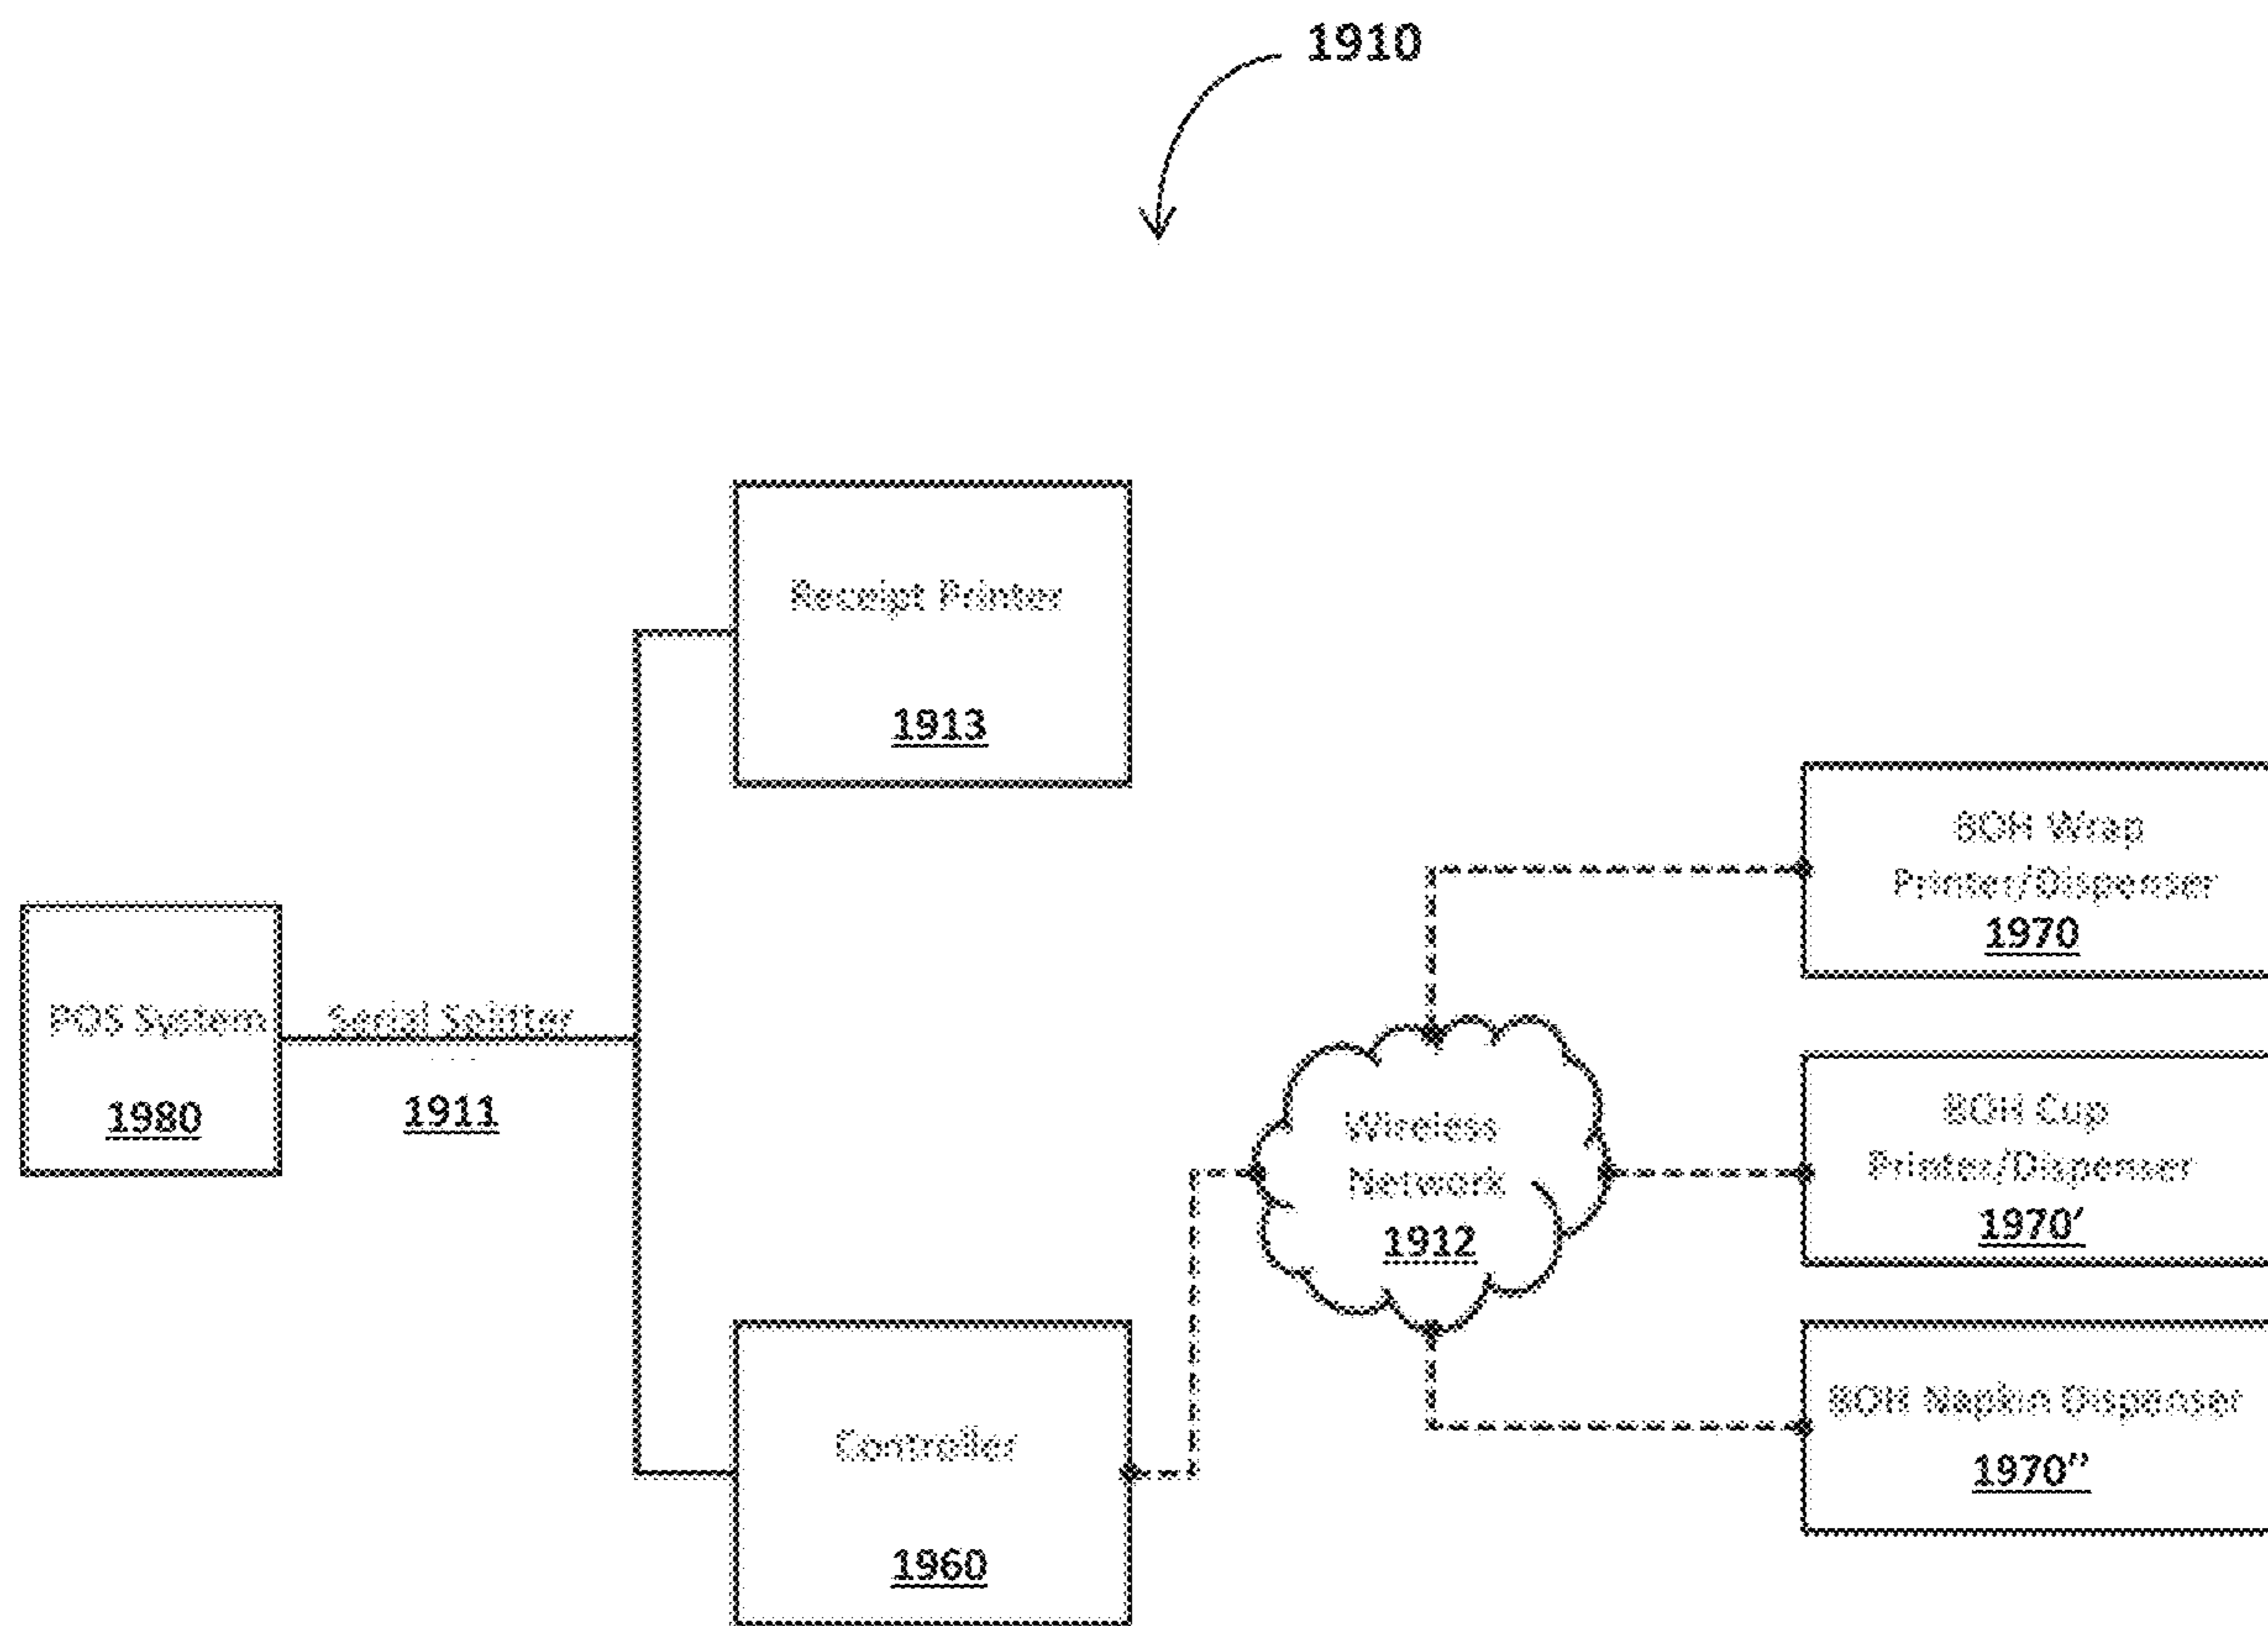 1910
Receipt Printer
1913
BOH Wrap
Printer/Dispenser
1970
POS System
1980
Serial Splitter
1911
Wireless
Network
1912
BOH Cup
Printer/Dispenser
1970'
Controller
1960
BOH Napkin Dispenser
1970"